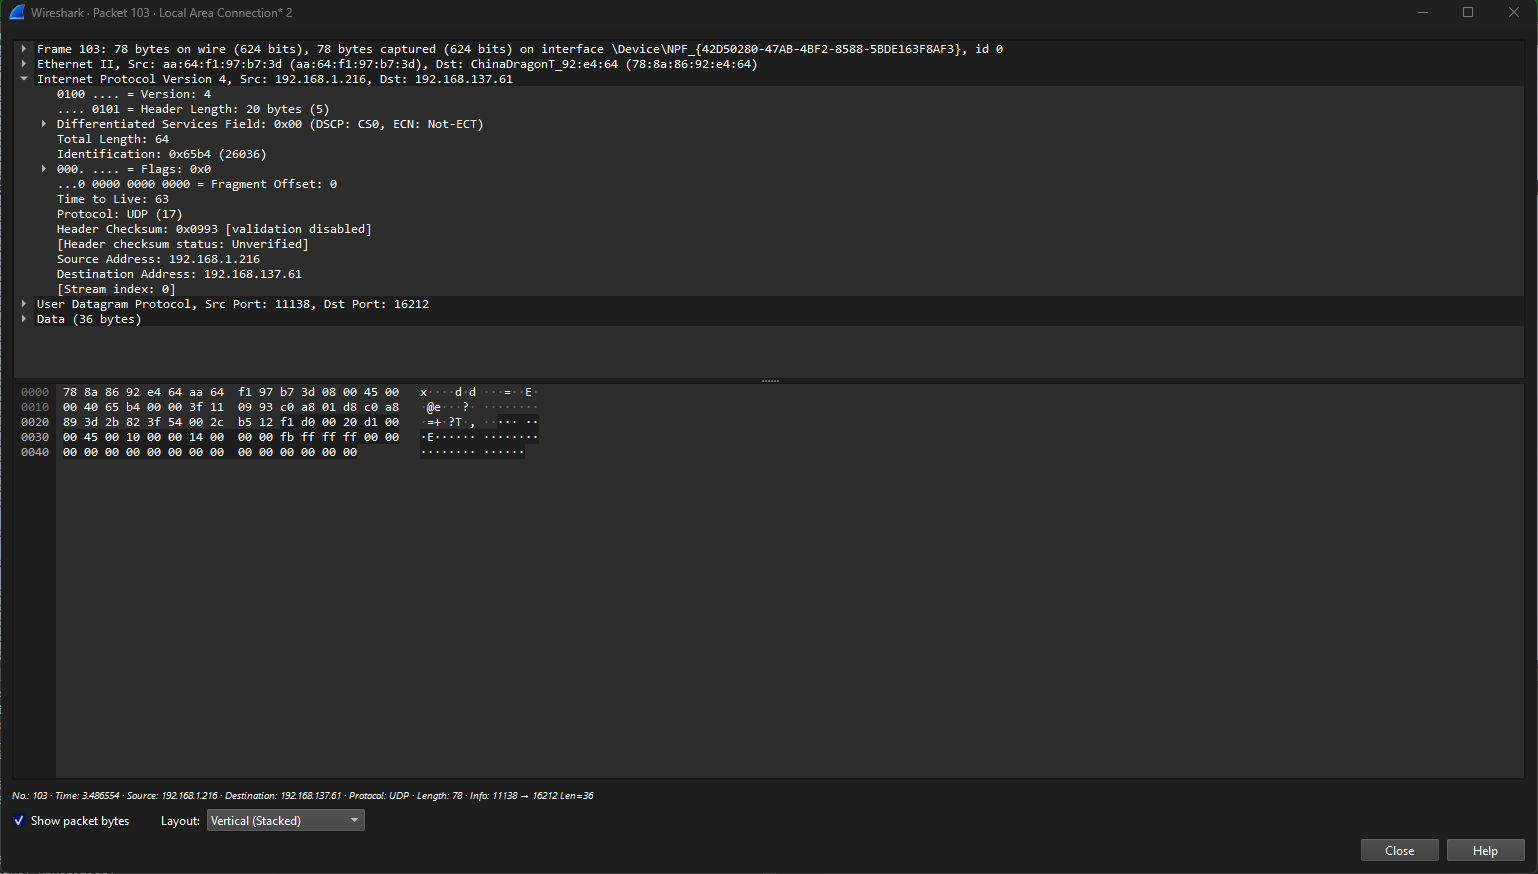 Wireshark · Packet 103 · Local Area Connection* 2
Frame 103: 78 bytes on wire (624 bits), 78 bytes captured (624 bits) on interface \Device\NPF_{42D50280-47AB-4BF2-8588-5BDE163F8AF3}, id 0
Ethernet II, Src: aa:64:f1:97:b7:3d (aa:64:f1:97:b7:3d), Dst: ChinaDragonT_92:e4:64 (78:8a:86:92:e4:64)
Internet Protocol Version 4, Src: 192.168.1.216, Dst: 192.168.137.61
0100 .... = Version: 4
.... 0101 = Header Length: 20 bytes (5)
Differentiated Services Field: 0x00 (DSCP: CS0, ECN: Not-ECT)
Total Length: 64
Identification: 0x65b4 (26036)
000. .... = Flags: 0x0
...0 0000 0000 0000 = Fragment Offset: 0
Time to Live: 63
Protocol: UDP (17)
Header Checksum: 0x0993 [validation disabled]
[Header checksum status: Unverified]
Source Address: 192.168.1.216
Destination Address: 192.168.137.61
[Stream index: 0]
User Datagram Protocol, Src Port: 11138, Dst Port: 16212
Data (36 bytes)
0000 78 8a 86 92 e4 64 aa 64 f1 97 b7 3d 08 00 45 00 x····d·d ···=··E·
0010 00 40 65 b4 00 00 3f 11 09 93 c0 a8 01 d8 c0 a8 ·@e···?· ········
0020 89 3d 2b 82 3f 54 00 2c b5 12 f1 d0 00 20 d1 00 ·=+·?T·, ····· ··
0030 00 45 00 10 00 00 14 00 00 00 fb ff ff ff 00 00 ·E······ ········
0040 00 00 00 00 00 00 00 00 00 00 00 00 00 00 ········ ······
No.: 103 · Time: 3.486554 · Source: 192.168.1.216 · Destination: 192.168.137.61 · Protocol: UDP · Length: 78 · Info: 11138 → 16212 Len=36
Show packet bytes
Layout: Vertical (Stacked)
Close Help